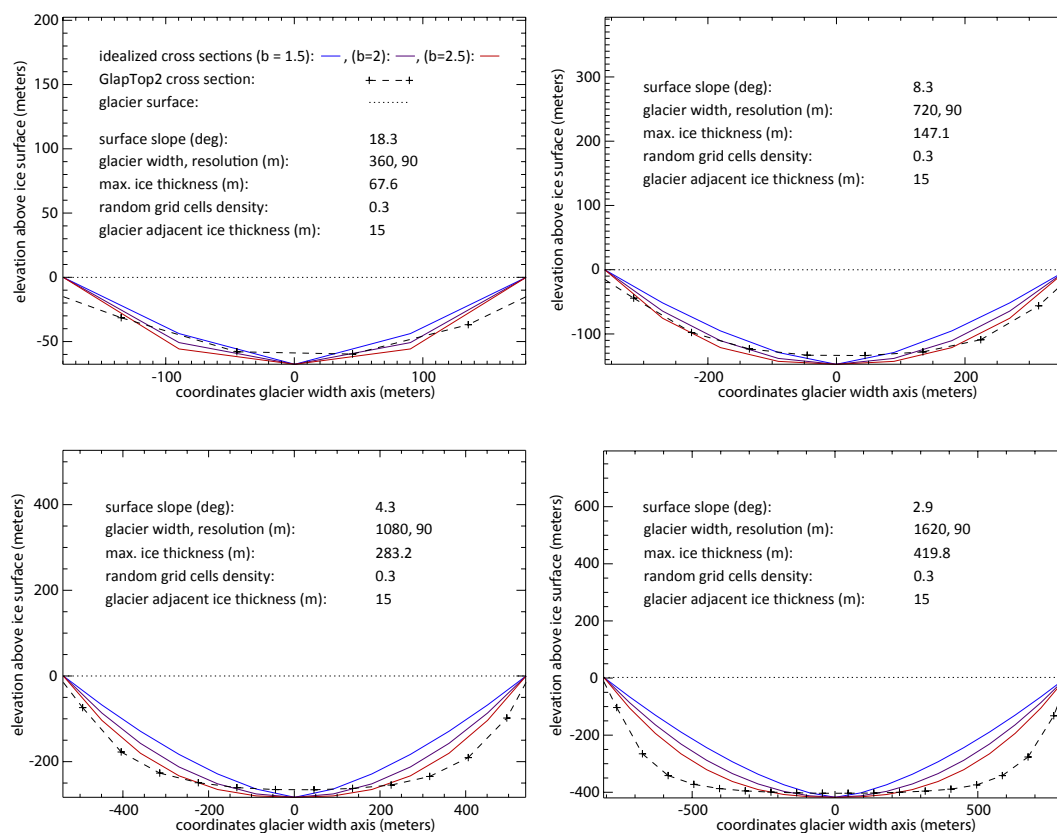 200
150
100
50
0
-50
elevation above ice surface (meters)
idealized cross sections (b = 1.5): , (b=2): , (b=2.5):
GlapTop2 cross section:
glacier surface:
surface slope (deg): 18.3
glacier width, resolution (m): 360, 90
max. ice thickness (m): 67.6
random grid cells density: 0.3
glacier adjacent ice thickness (m): 15
-100 0 100
coordinates glacier width axis (meters)
300
200
100
0
-100
elevation above ice surface (meters)
surface slope (deg): 8.3
glacier width, resolution (m): 720, 90
max. ice thickness (m): 147.1
random grid cells density: 0.3
glacier adjacent ice thickness (m): 15
-200 0 200
coordinates glacier width axis (meters)
400
200
0
-200
elevation above ice surface (meters)
surface slope (deg): 4.3
glacier width, resolution (m): 1080, 90
max. ice thickness (m): 283.2
random grid cells density: 0.3
glacier adjacent ice thickness (m): 15
-400 -200 0 200 400
coordinates glacier width axis (meters)
600
400
200
0
-200
-400
elevation above ice surface (meters)
surface slope (deg): 2.9
glacier width, resolution (m): 1620, 90
max. ice thickness (m): 419.8
random grid cells density: 0.3
glacier adjacent ice thickness (m): 15
-500 0 500
coordinates glacier width axis (meters)